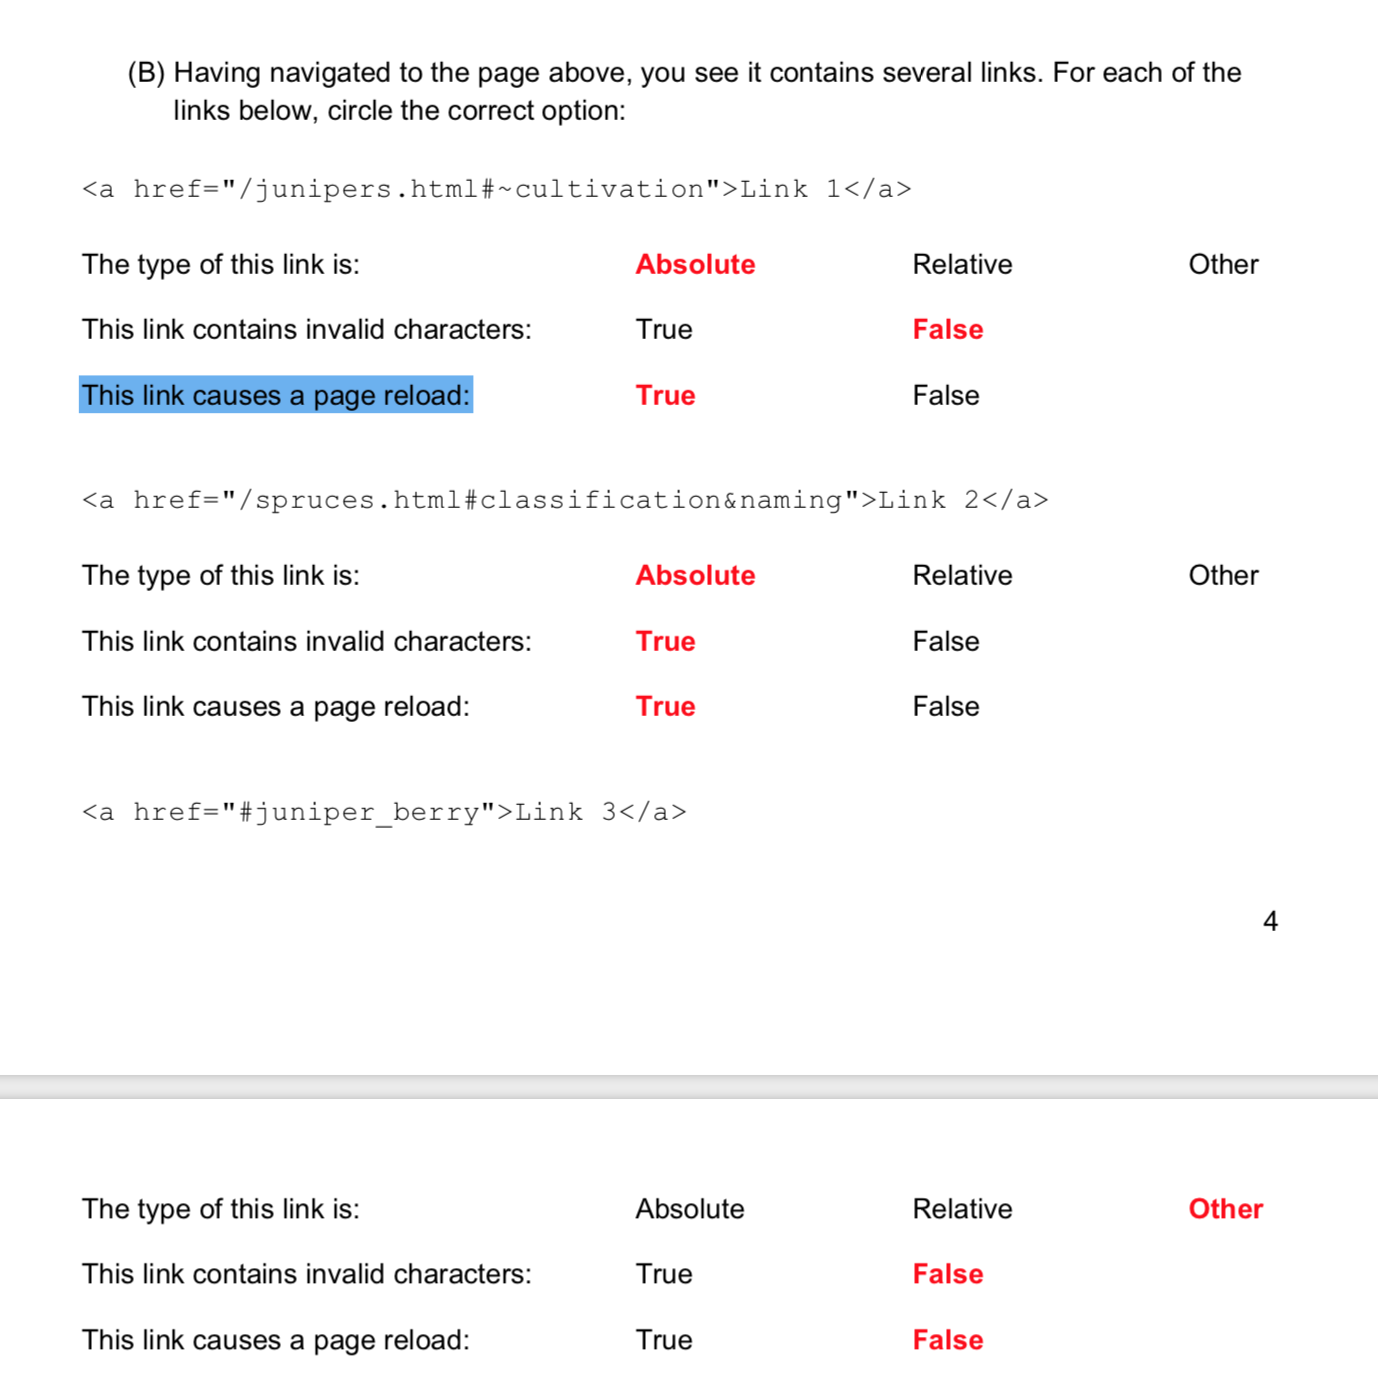 (B) Having navigated to the page above, you see it contains several links. For each of the
links below, circle the correct option:
<a href="/junipers.html#~cultivation">Link 1</a>
The type of this link is: Absolute Relative Other
This link contains invalid characters: True False
This link causes a page reload: True False
<a href="/spruces.html#classification&naming">Link 2</a>
The type of this link is: Absolute Relative Other
This link contains invalid characters: True False
This link causes a page reload: True False
<a href="#juniper_berry">Link 3</a>
4
The type of this link is: Absolute Relative Other
This link contains invalid characters: True False
This link causes a page reload: True False